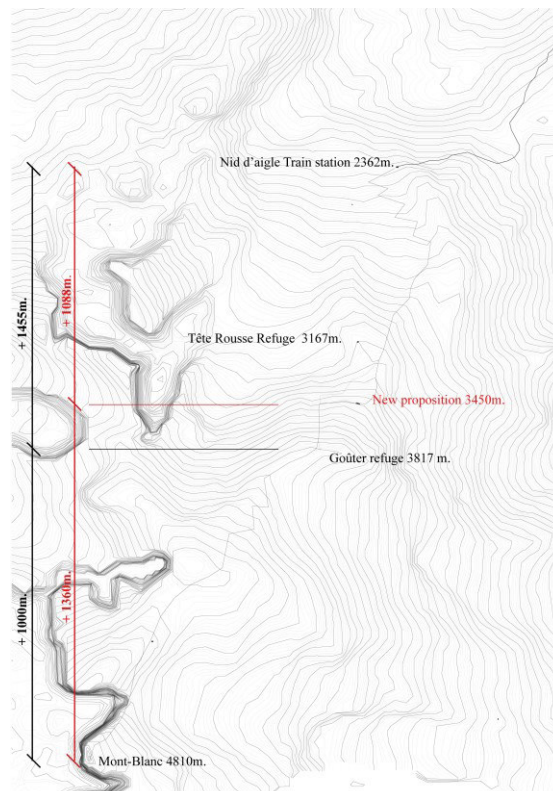 Nid d'aigle Train station 2362m.
+ 1455m.
+ 1088m.
Tête Rousse Refuge 3167m.
New proposition 3450m.
Goûter refuge 3817 m.
+ 1000m.
+ 1360m.
Mont-Blanc 4810m.